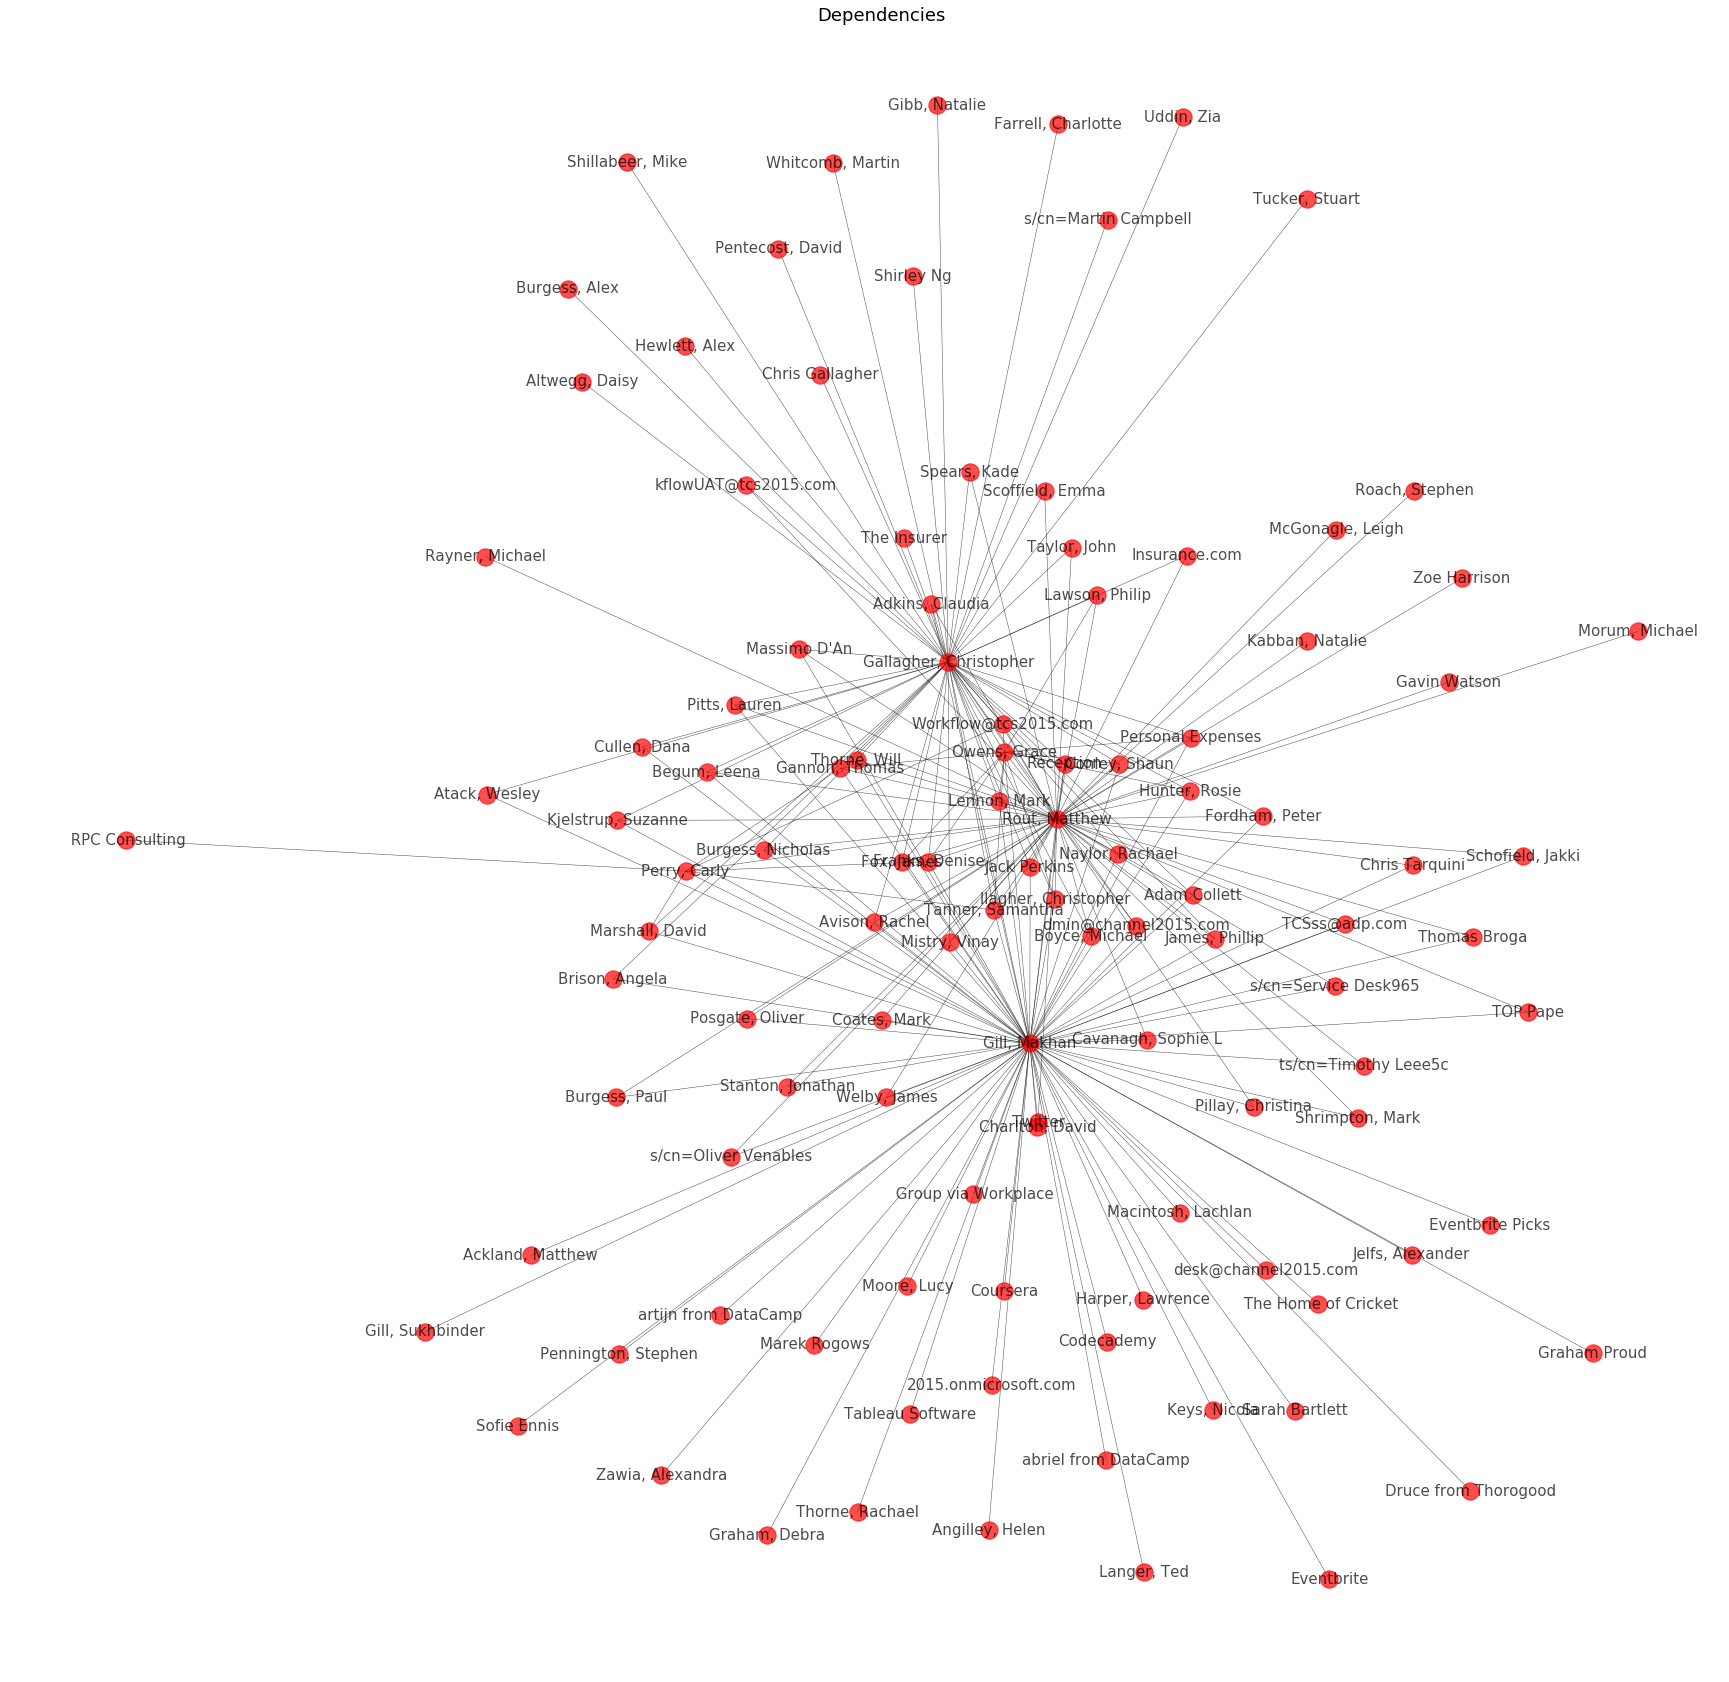 Dependencies
Gibb, Natalie
Farrell, Charlotte
Uddin, Zia
Shillabeer, Mike
Whitcomb, Martin
Tucker, Stuart
s/cn=Martin Campbell
Pentecost, David
Shirley Ng
Burgess, Alex
Hewlett, Alex
Chris Gallagher
Altwegg, Daisy
Spears, Kade
kflowUAT@tcs2015.com
Scoffield, Emma
Roach, Stephen
McGonagle, Leigh
The Insurer
Taylor, John
Rayner, Michael
Insurance.com
Zoe Harrison
Lawson, Philip
Adkins, Claudia
Morum, Michael
Kabban, Natalie
Massimo D'An
Gallagher, Christopher
Gavin Watson
Pitts, Lauren
Workflow@tcs2015.com
Personal Expenses
Cullen, Dana
Owens, Grace
Thorne, Will
Reception
Shaun
Begum, Leena
Gannon, Thomas
Atack, Wesley
Hunter, Rosie
Lennon, Mark
Kjelstrup, Suzanne
Rout, Matthew
Fordham, Peter
RPC Consulting
Burgess, Nicholas
Naylor, Rachael
Schofield, Jakki
Fox, James
Franks, Denise
Chris Tarquini
Perry, Carly
Jack Perkins
Adam Collett
llagher, Christopher
Tanner, Samantha
Avison, Rachel
dmin@channel2015.com
TCSss@adp.com
Marshall, David
Boyce, Michael
James, Phillip
Thomas Broga
Mistry, Vinay
Brison, Angela
s/cn=Service Desk965
TOP Pape
Posgate, Oliver
Coates, Mark
Gill, Makhan
Cavanagh, Sophie L
ts/cn=Timothy Leee5c
Stanton, Jonathan
Burgess, Paul
Welby, James
Pillay, Christina
Shrimpton, Mark
Twitter
Charlton, David
s/cn=Oliver Venables
Group via Workplace
Macintosh, Lachlan
Eventbrite Picks
Ackland, Matthew
Jelfs, Alexander
desk@channel2015.com
Moore, Lucy
Coursera
Harper, Lawrence
The Home of Cricket
artijn from DataCamp
Gill, Sukhbinder
Codecademy
Marek Rogows
Pennington, Stephen
Graham Proud
2015.onmicrosoft.com
Tableau Software
Keys, Nicola
Sarah Bartlett
Sofie Ennis
abriel from DataCamp
Zawia, Alexandra
Druce from Thorogood
Thorne, Rachael
Angilley, Helen
Graham, Debra
Langer, Ted
Eventbrite